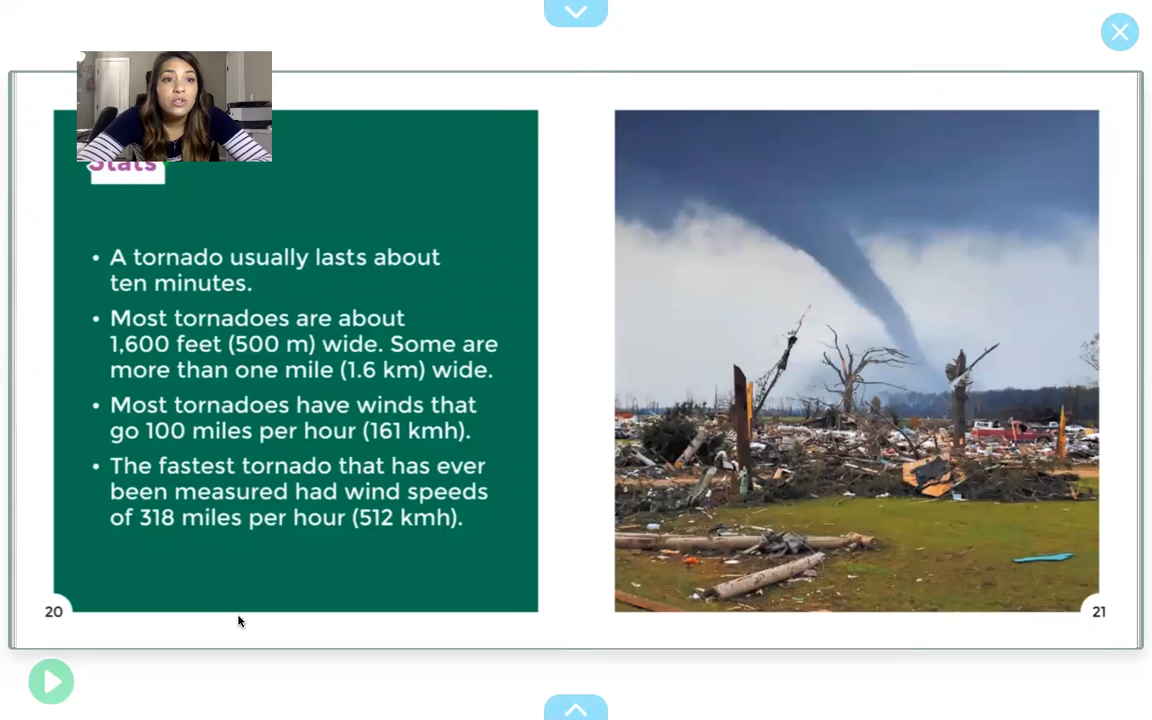 Stats
• A tornado usually lasts about
ten minutes.
• Most tornadoes are about
1,600 feet (500 m) wide. Some are
more than one mile (1.6 km) wide.
• Most tornadoes have winds that
go 100 miles per hour (161 kmh).
• The fastest tornado that has ever
been measured had wind speeds
of 318 miles per hour (512 kmh).
20
21